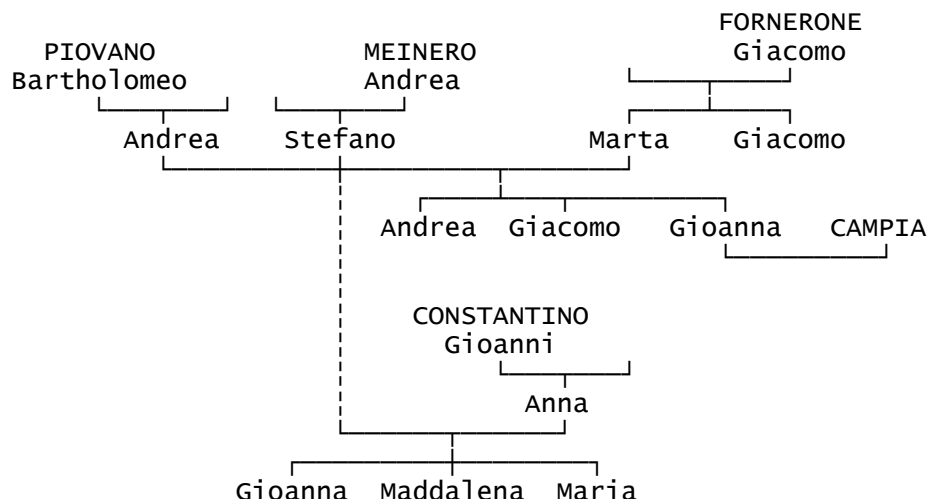 FORNERONE
PIOVANO MEINERO Giacomo
Bartholomeo Andrea
Andrea Stefano Marta Giacomo
Andrea Giacomo Gioanna CAMPIA
CONSTANTINO
Gioanni
Anna
Gioanna Maddalena Maria